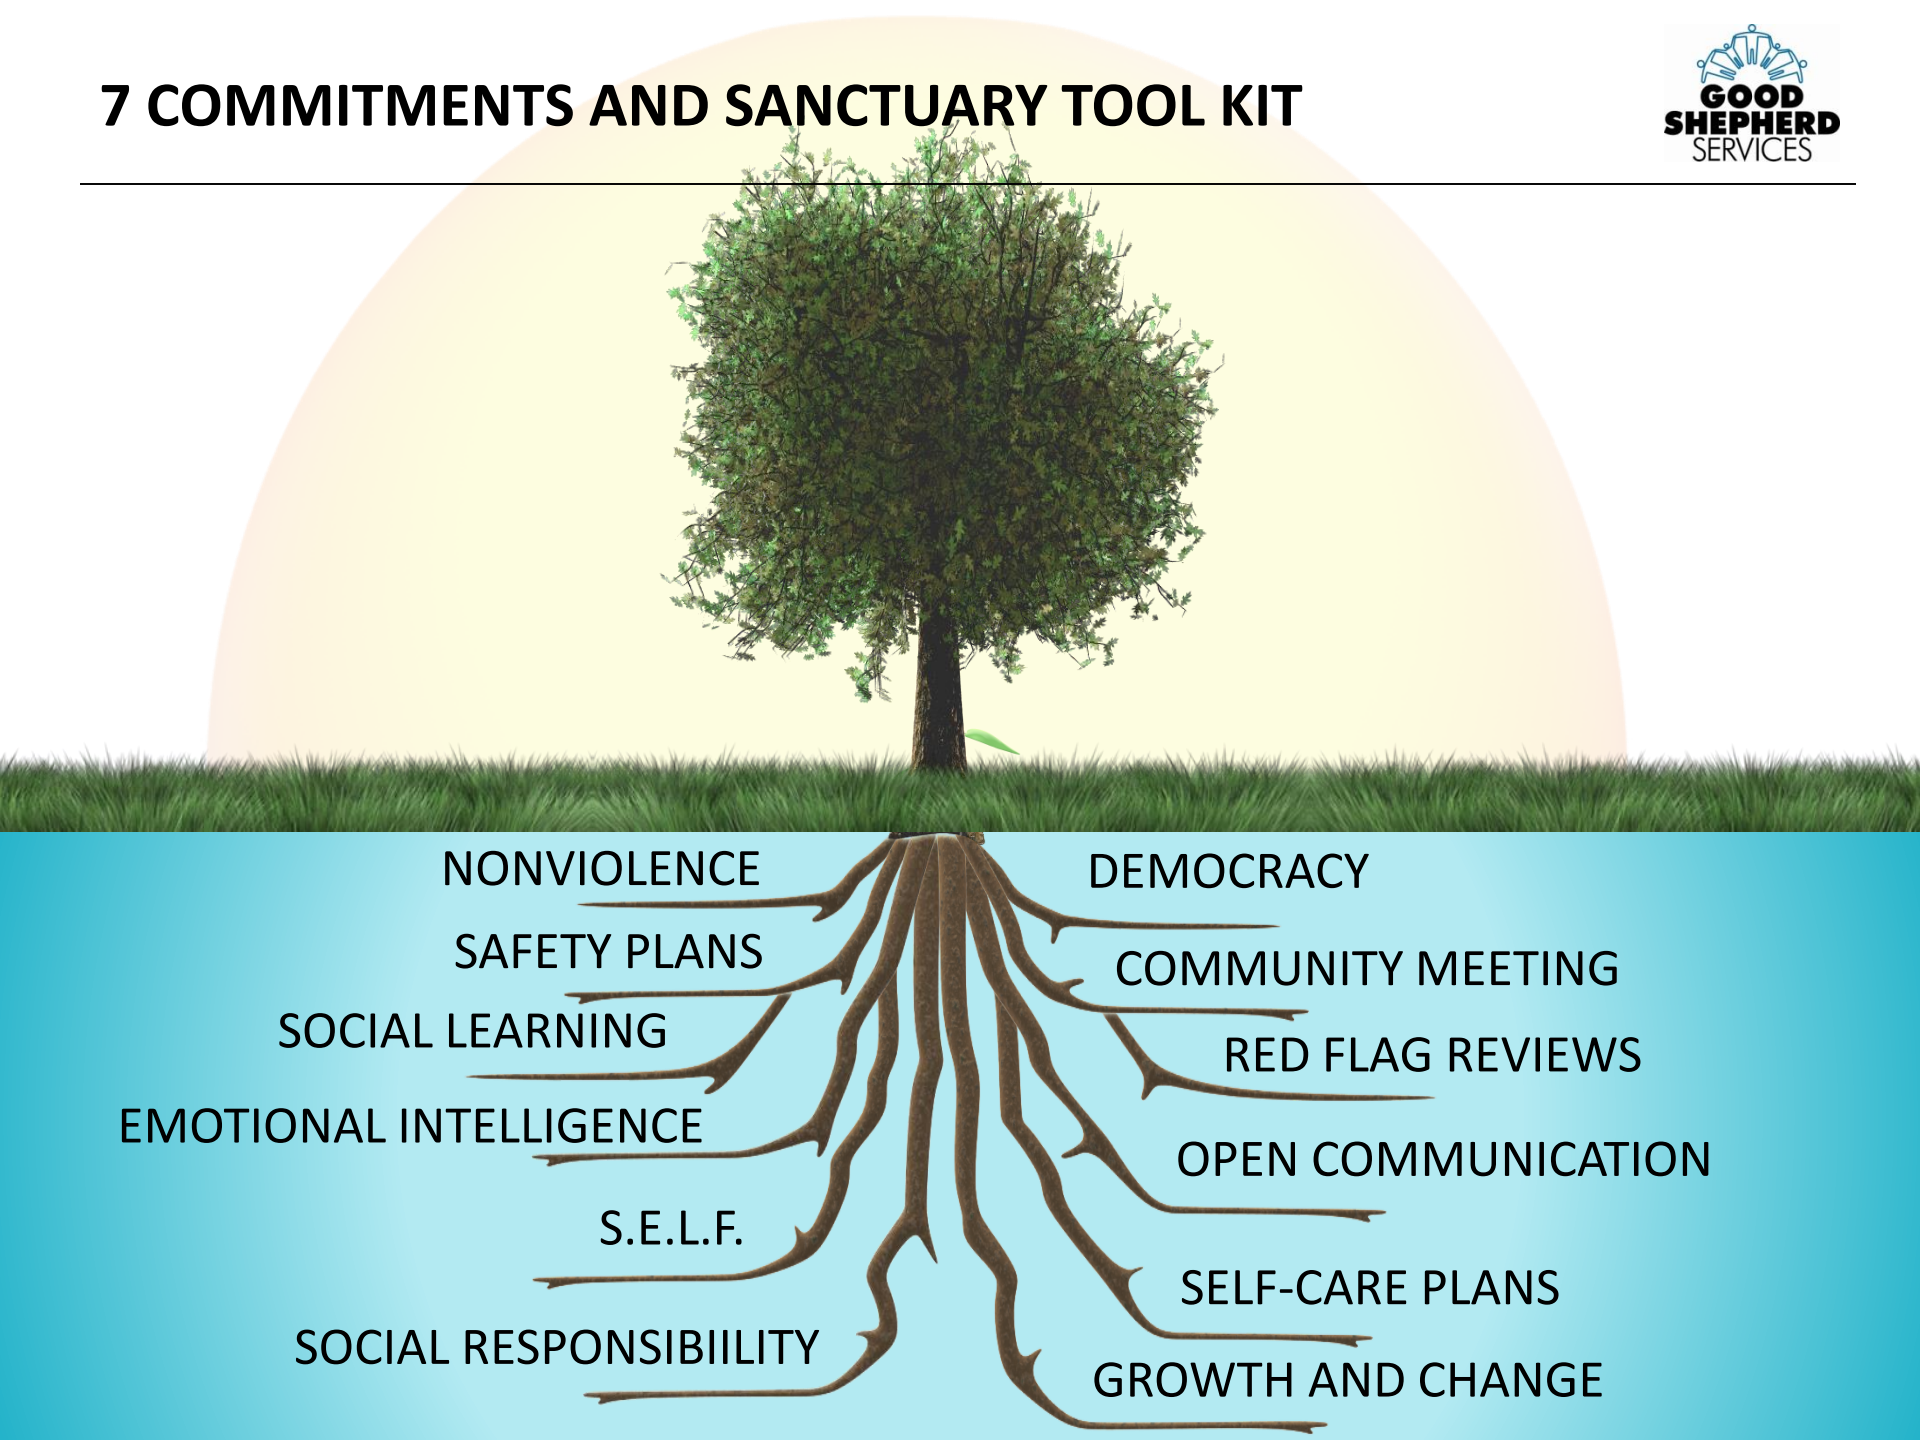 7 COMMITMENTS AND SANCTUARY TOOL KIT
GOOD
SHEPHERD
SERVICES
NONVIOLENCE
SAFETY PLANS
SOCIAL LEARNING
EMOTIONAL INTELLIGENCE
S.E.L.F.
SOCIAL RESPONSIBIILITY
DEMOCRACY
COMMUNITY MEETING
RED FLAG REVIEWS
OPEN COMMUNICATION
SELF-CARE PLANS
GROWTH AND CHANGE